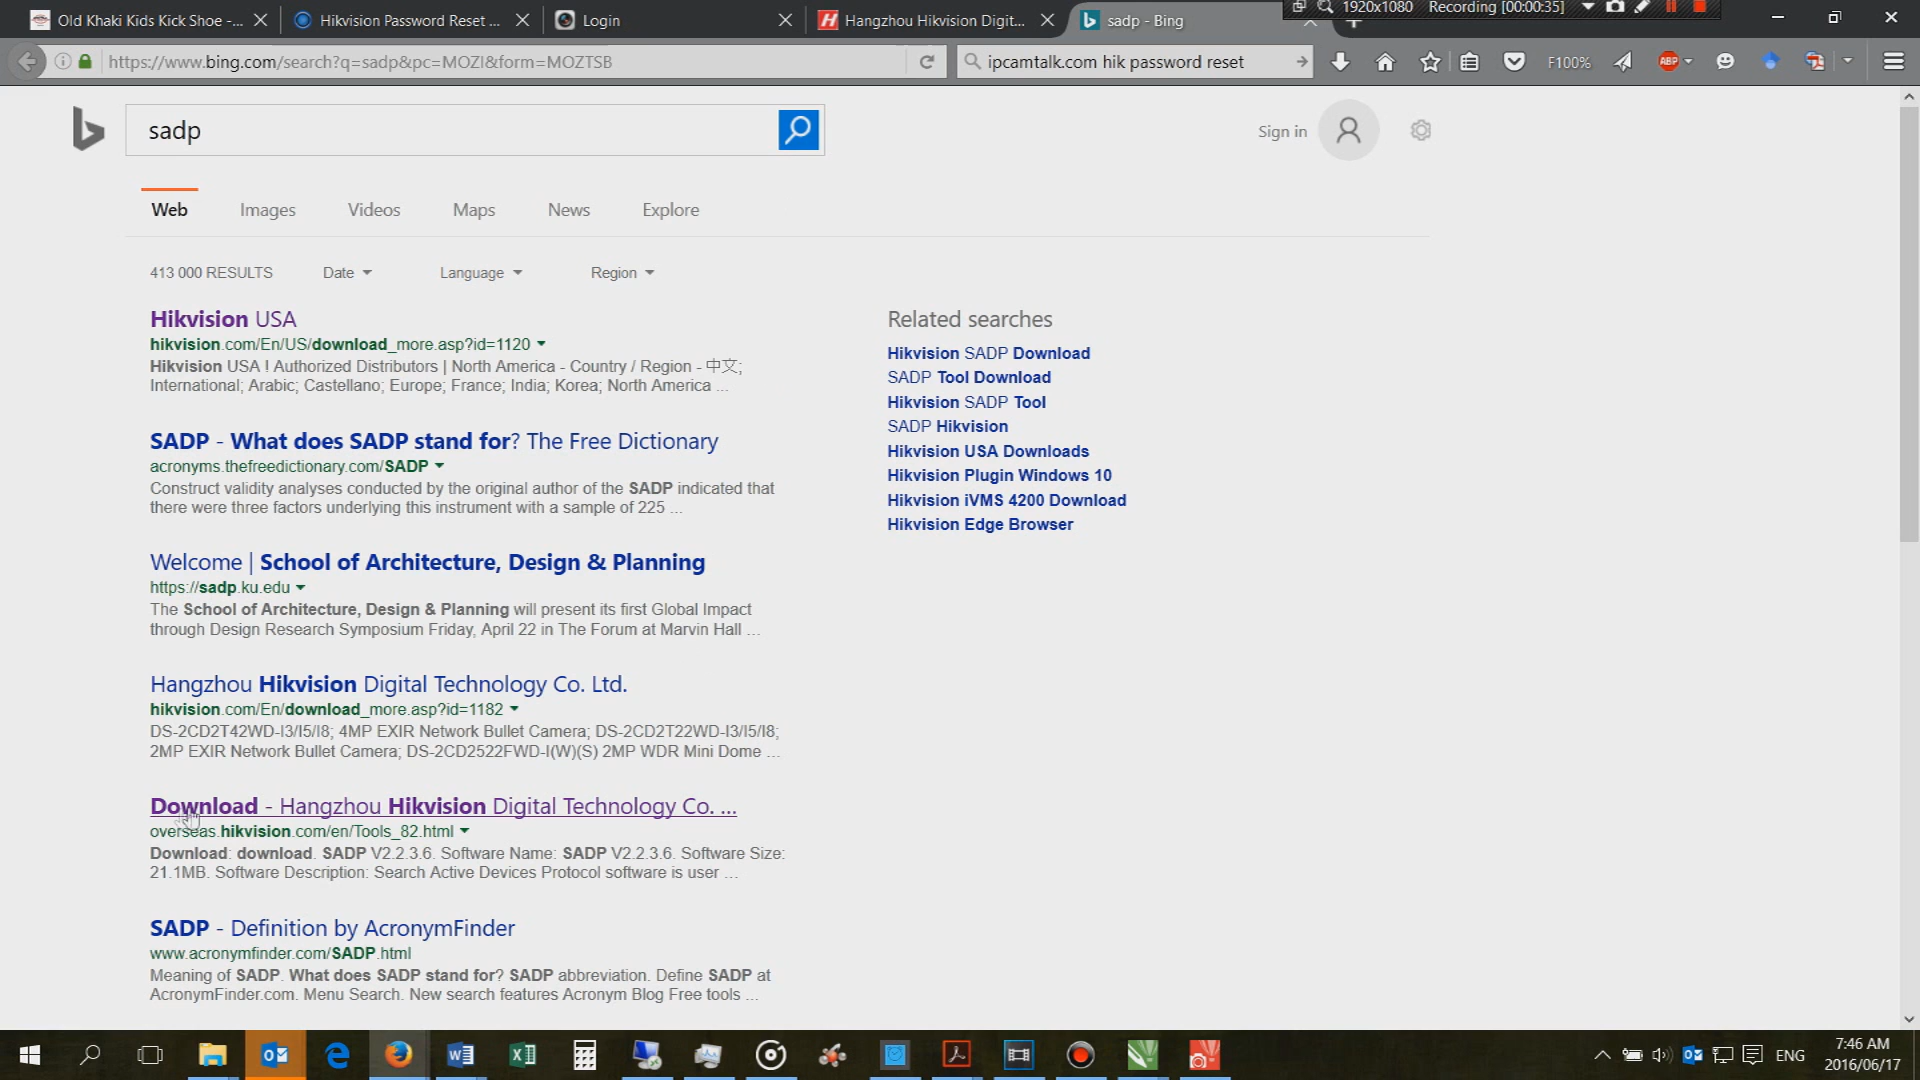 Old Khaki Kids Kick Shoe -...
Hikvision Password Reset ...
Login
Hangzhou Hikvision Digit...
sadp - Bing
1920x1080
Recording [00:00:35]
https://www.bing.com/search?q=sadp&pc=MOZI&form=MOZTSB
ipcamtalk.com hik password reset
F100%
ABP
sadp
Sign in
Web
Images
Videos
Maps
News
Explore
413 000 RESULTS
Date
Language
Region
Hikvision USA
hikvision.com/En/US/download_more.asp?id=1120
Hikvision USA ! Authorized Distributors | North America - Country / Region - 中文;
International; Arabic; Castellano; Europe; France; India; Korea; North America ...
SADP - What does SADP stand for? The Free Dictionary
acronyms.thefreedictionary.com/SADP
Construct validity analyses conducted by the original author of the SADP indicated that
there were three factors underlying this instrument with a sample of 225 ...
Welcome | School of Architecture, Design & Planning
https://sadp.ku.edu
The School of Architecture, Design & Planning will present its first Global Impact
through Design Research Symposium Friday, April 22 in The Forum at Marvin Hall ...
Hangzhou Hikvision Digital Technology Co. Ltd.
hikvision.com/En/download_more.asp?id=1182
DS-2CD2T42WD-I3/I5/I8; 4MP EXIR Network Bullet Camera; DS-2CD2T22WD-I3/I5/I8;
2MP EXIR Network Bullet Camera; DS-2CD2522FWD-I(W)(S) 2MP WDR Mini Dome ...
Download - Hangzhou Hikvision Digital Technology Co. ...
overseas.hikvision.com/en/Tools_82.html
Download: download. SADP V2.2.3.6. Software Name: SADP V2.2.3.6. Software Size:
21.1MB. Software Description: Search Active Devices Protocol software is user ...
SADP - Definition by AcronymFinder
www.acronymfinder.com/SADP.html
Meaning of SADP. What does SADP stand for? SADP abbreviation. Define SADP at
AcronymFinder.com. Menu Search. New search features Acronym Blog Free tools ...
Related searches
Hikvision SADP Download
SADP Tool Download
Hikvision SADP Tool
SADP Hikvision
Hikvision USA Downloads
Hikvision Plugin Windows 10
Hikvision iVMS 4200 Download
Hikvision Edge Browser
ENG
7:46 AM
2016/06/17